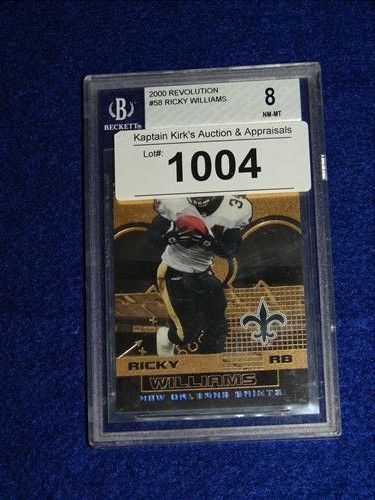 2000 REVOLUTION
#58 RICKY WILLIAMS
8
NM-MT
B
BECKETT
Kaptain Kirk's Auction & Appraisals
Lot#:
1004
34
RICKY RB
WILLIAMS
NEW ORLEANS SAINTS